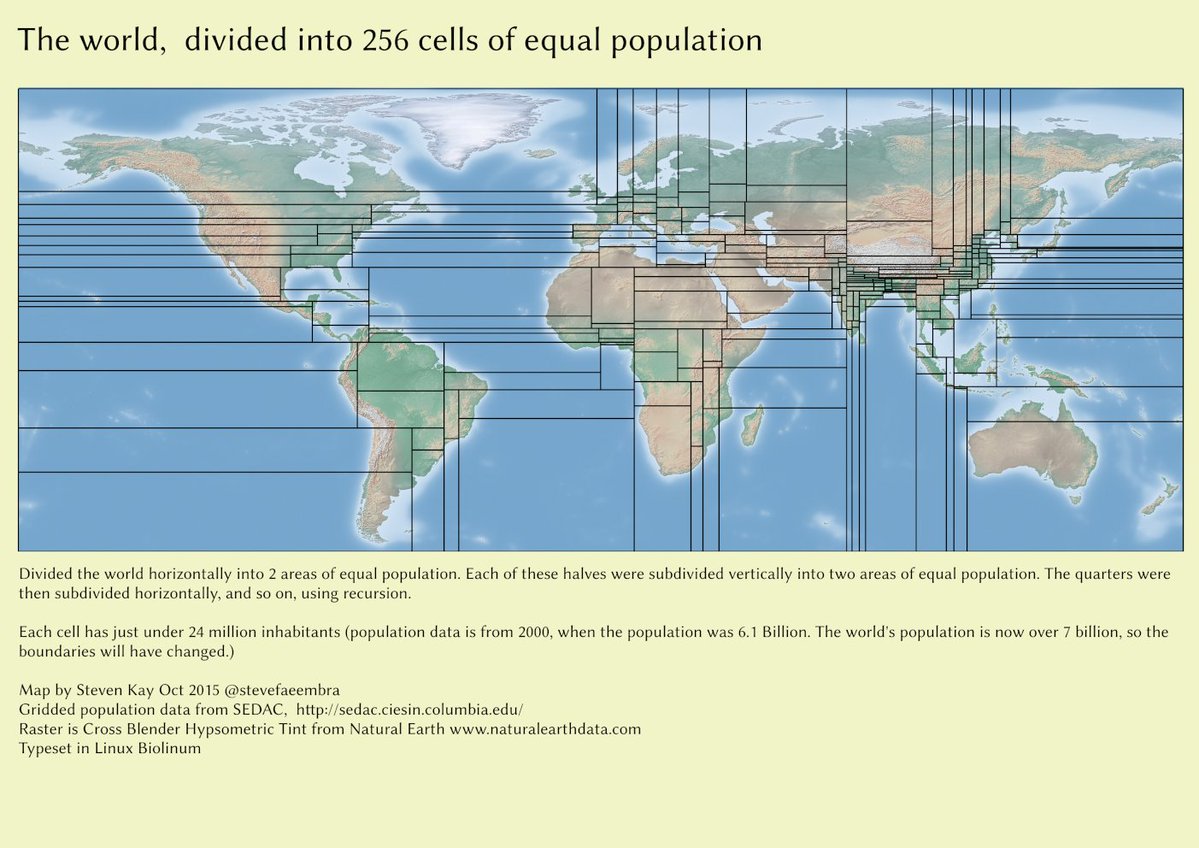 The world,  divided into 256 cells of equal population
Divided the world horizontally into 2 areas of equal population. Each of these halves were subdivided vertically into two areas of equal population. The quarters were
then subdivided horizontally, and so on, using recursion.
Each cell has just under 24 million inhabitants (population data is from 2000, when the population was 6.1 Billion. The world's population is now over 7 billion, so the
boundaries will have changed.)
Map by Steven Kay Oct 2015 @stevefaeembra
Gridded population data from SEDAC,  http://sedac.ciesin.columbia.edu/
Raster is Cross Blender Hypsometric Tint from Natural Earth www.naturalearthdata.com
Typeset in Linux Biolinum